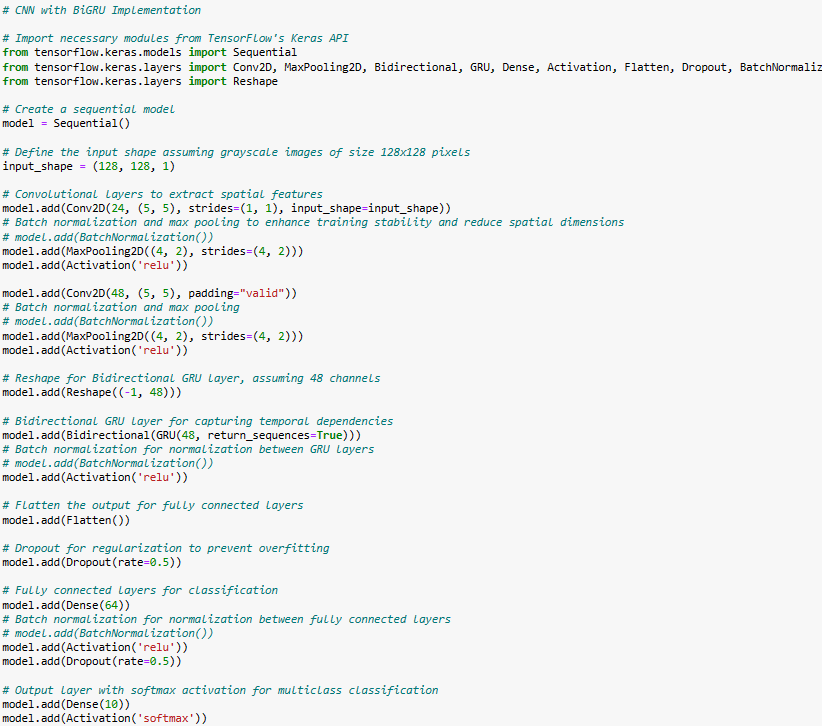 # CNN with BiGRU Implementation
# Import necessary modules from TensorFlow's Keras API
from tensorflow.keras.models import Sequential
from tensorflow.keras.layers import Conv2D, MaxPooling2D, Bidirectional, GRU, Dense, Activation, Flatten, Dropout, BatchNormaliz
from tensorflow.keras.layers import Reshape
# Create a sequential model
model = Sequential()
# Define the input shape assuming grayscale images of size 128x128 pixels
input_shape = (128, 128, 1)
# Convolutional layers to extract spatial features
model.add(Conv2D(24, (5, 5), strides=(1, 1), input_shape=input_shape))
# Batch normalization and max pooling to enhance training stability and reduce spatial dimensions
# model.add(BatchNormalization())
model.add(MaxPooling2D((4, 2), strides=(4, 2)))
model.add(Activation('relu'))
model.add(Conv2D(48, (5, 5), padding="valid"))
# Batch normalization and max pooling
# model.add(BatchNormalization())
model.add(MaxPooling2D((4, 2), strides=(4, 2)))
model.add(Activation('relu'))
# Reshape for Bidirectional GRU layer, assuming 48 channels
model.add(Reshape((-1, 48)))
# Bidirectional GRU layer for capturing temporal dependencies
model.add(Bidirectional(GRU(48, return_sequences=True)))
# Batch normalization for normalization between GRU layers
# model.add(BatchNormalization())
model.add(Activation('relu'))
# Flatten the output for fully connected layers
model.add(Flatten())
# Dropout for regularization to prevent overfitting
model.add(Dropout(rate=0.5))
# Fully connected layers for classification
model.add(Dense(64))
# Batch normalization for normalization between fully connected layers
# model.add(BatchNormalization())
model.add(Activation('relu'))
model.add(Dropout(rate=0.5))
# Output layer with softmax activation for multiclass classification
model.add(Dense(10))
model.add(Activation('softmax'))